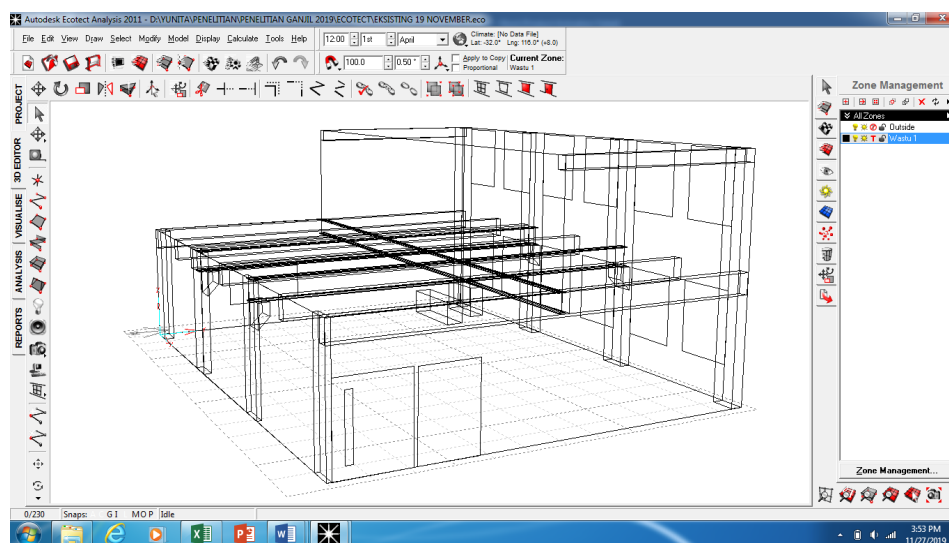 Autodesk Ecotect Analysis 2011 - D:\YUNITA\PENELITIAN\PENELITIAN GANJIL 2019\ECOTECT\EKSISTING 19 NOVEMBER.eco
File Edit View Draw Select Modify Model Display Calculate Tools Help
12:00 1st April
Climate: [No Data File]
Lat: -32.0° Lng: 116.0° (+8.0)
100.0 0.50 °
Apply to Copy
Proportional
Current Zone:
Wastu 1
PROJECT
3D EDITOR
VISUALISE
ANALYSIS
REPORTS
Zone Management
All Zones
Outside
T Wastu 1
Zone Management...
0/230 Snaps: G I M O P Idle
3:53 PM
11/27/2019